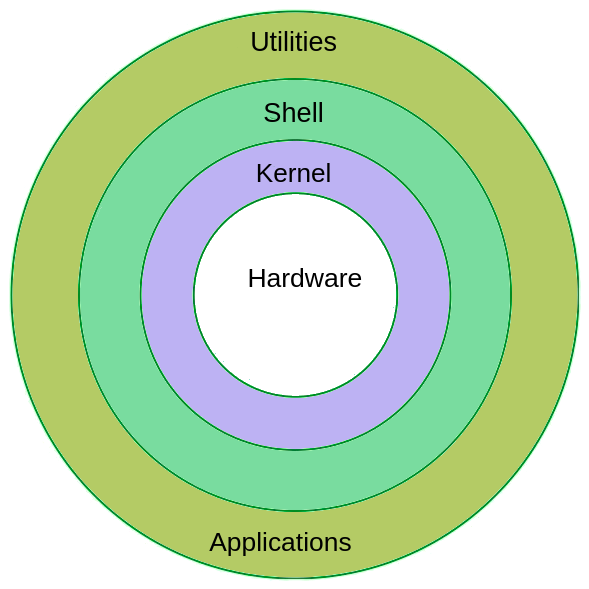 Utilities
Shell
Kernel
Hardware
Applications